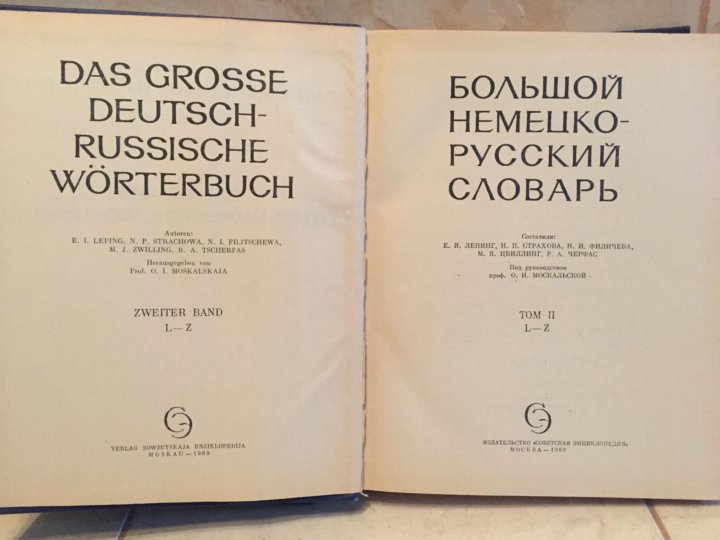 DAS GROSSE
DEUTSCH-
RUSSISCHE
WÖRTERBUCH
Autoren:
E. I. LEPING, N. P. STRACHOWA, N. I. FILITSCHEWA,
M. J. ZWILLING, R. A. TSCHERFAS
Herausgegeben von
Prof. O. I. MOSKALSKAJA
ZWEITER BAND
L—Z
VERLAG SOWJETSKAJA ENZIKLOPEDIJA
MOSKAU — 1969
БОЛЬШОЙ
НЕМЕЦКО-
РУССКИЙ
СЛОВАРЬ
Составили:
Е. И. ЛЕПИНГ, Н. П. СТРАХОВА, Н. И. ФИЛИЧЕВА,
М. Я. ЦВИЛЛИНГ, Р. А. ЧЕРФАС
Под руководством
проф. О. И. МОСКАЛЬСКОЙ
ТОМ II
L—Z
ИЗДАТЕЛЬСТВО «СОВЕТСКАЯ ЭНЦИКЛОПЕДИЯ»
МОСКВА — 1969